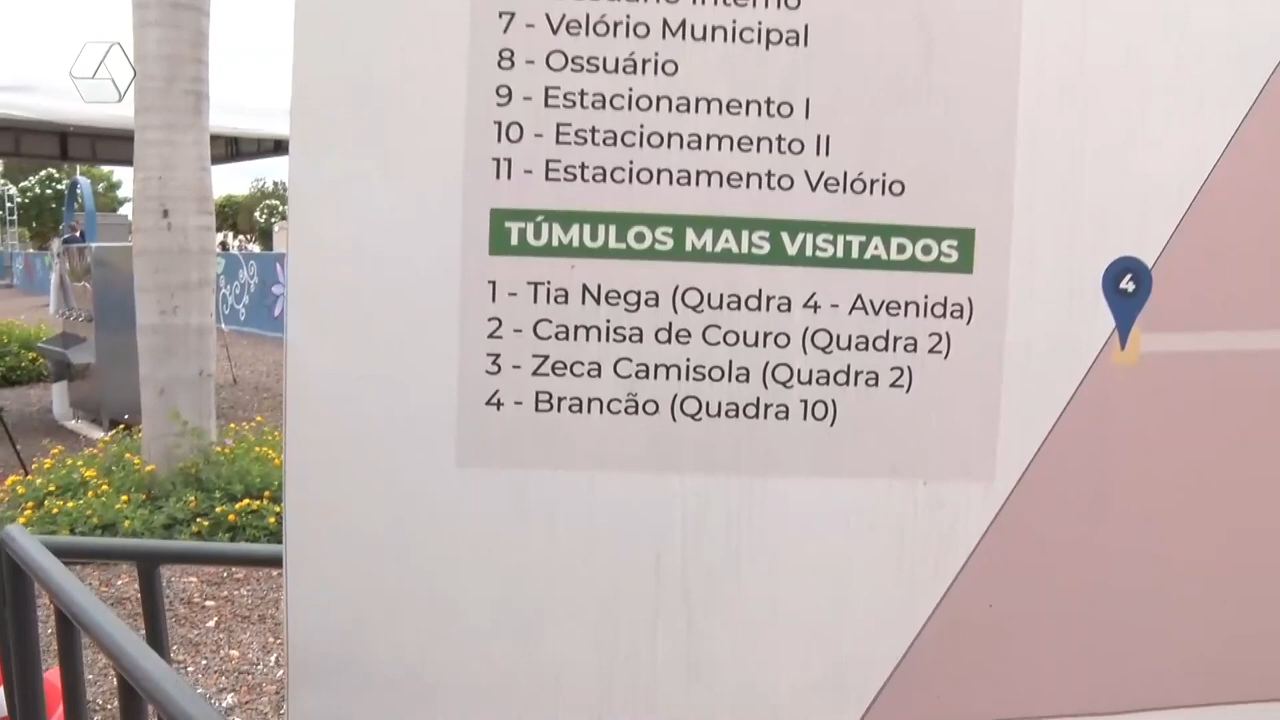 Interno
7 - Velório Municipal
8 - Ossuário
9 - Estacionamento I
10 - Estacionamento II
11 - Estacionamento Velório
TÚMULOS MAIS VISITADOS
1 - Tia Nega (Quadra 4 - Avenida)
2 - Camisa de Couro (Quadra 2)
3 - Zeca Camisola (Quadra 2)
4 - Brancão (Quadra 10)
4